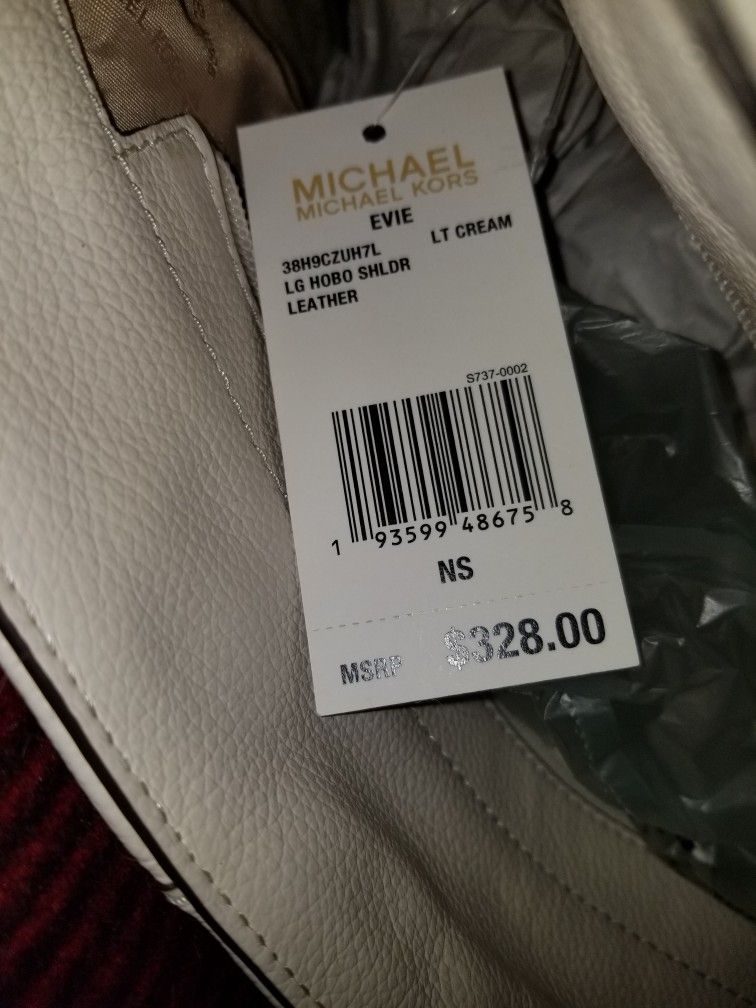 MICHAEL
MICHAEL KORS
EVIE
38H9CZUH7L LT CREAM
LG HOBO SHLDR
LEATHER
S737-0002
1 93599 48675 8
NS
MSRP $328.00